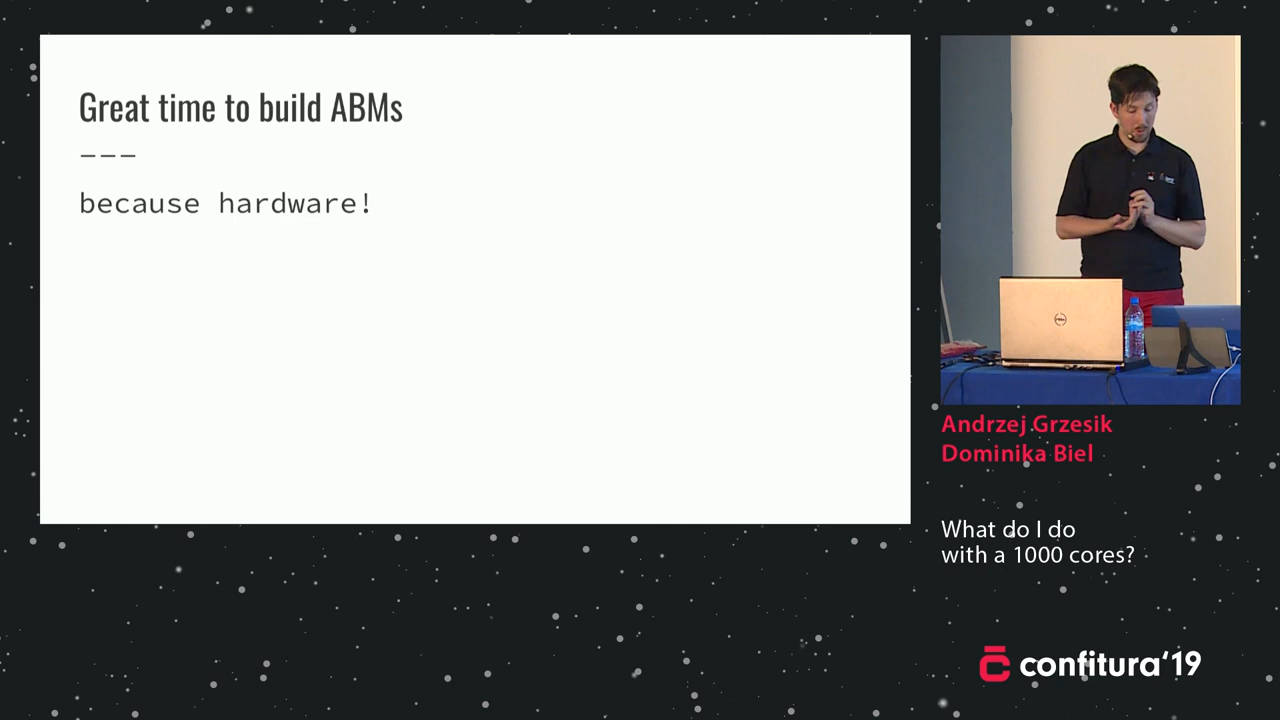 Great time to build ABMs
---
because hardware!
Andrzej Grzesik
Dominika Biel
What do I do
with a 1000 cores?
confitura'19